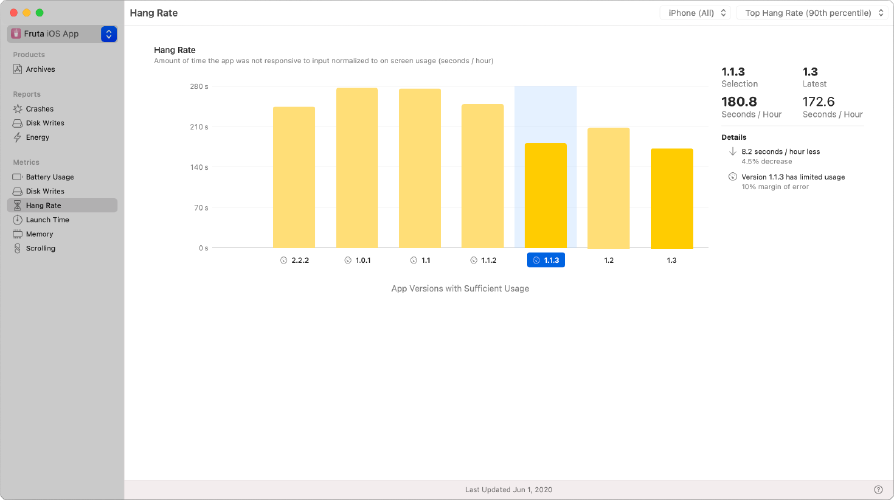 Hang Rate
iPhone (All)
Top Hang Rate (90th percentile)
Fruta iOS App
Products
Archives
Reports
Crashes
Disk Writes
Energy
Metrics
Battery Usage
Disk Writes
Hang Rate
Launch Time
Memory
Scrolling
Hang Rate
Amount of time the app was not responsive to input normalized to on screen usage (seconds / hour)
280 s
210 s
140 s
70 s
0 s
2.2.2 1.0.1 1.1 1.1.2 1.1.3 1.2 1.3
App Versions with Sufficient Usage
1.1.3 1.3
Selection Latest
180.8 172.6
Seconds / Hour Seconds / Hour
Details
8.2 seconds / hour less
4.5% decrease
Version 1.1.3 has limited usage
10% margin of error
Last Updated Jun 1, 2020
?